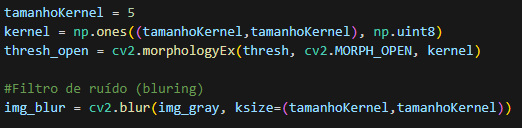 tamanhoKernel = 5
kernel = np.ones((tamanhoKernel,tamanhoKernel), np.uint8)
thresh_open = cv2.morphologyEx(thresh, cv2.MORPH_OPEN, kernel)
#Filtro de ruído (bluring)
img_blur = cv2.blur(img_gray, ksize=(tamanhoKernel,tamanhoKernel))